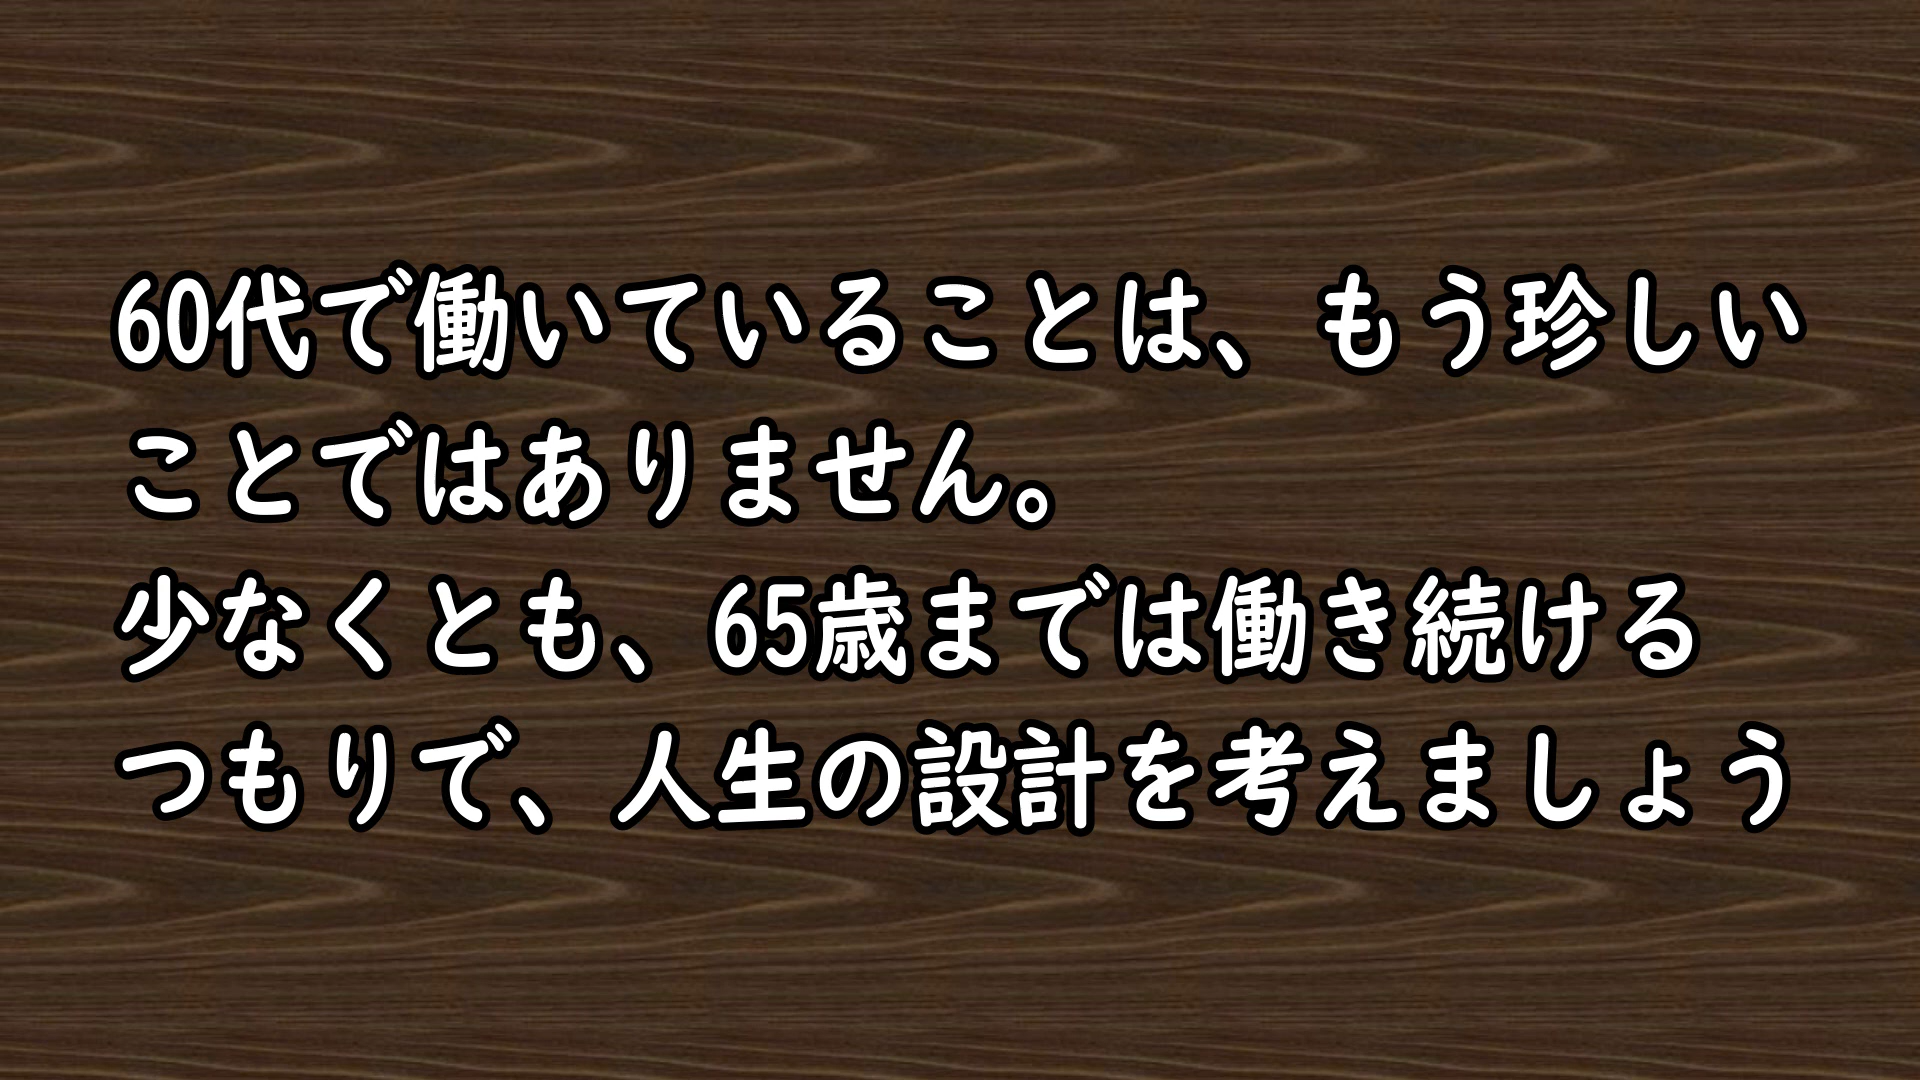 60代で働いていることは、もう珍しい
ことではありません。
少なくとも、65歳までは働き続ける
つもりで、人生の設計を考えましょう